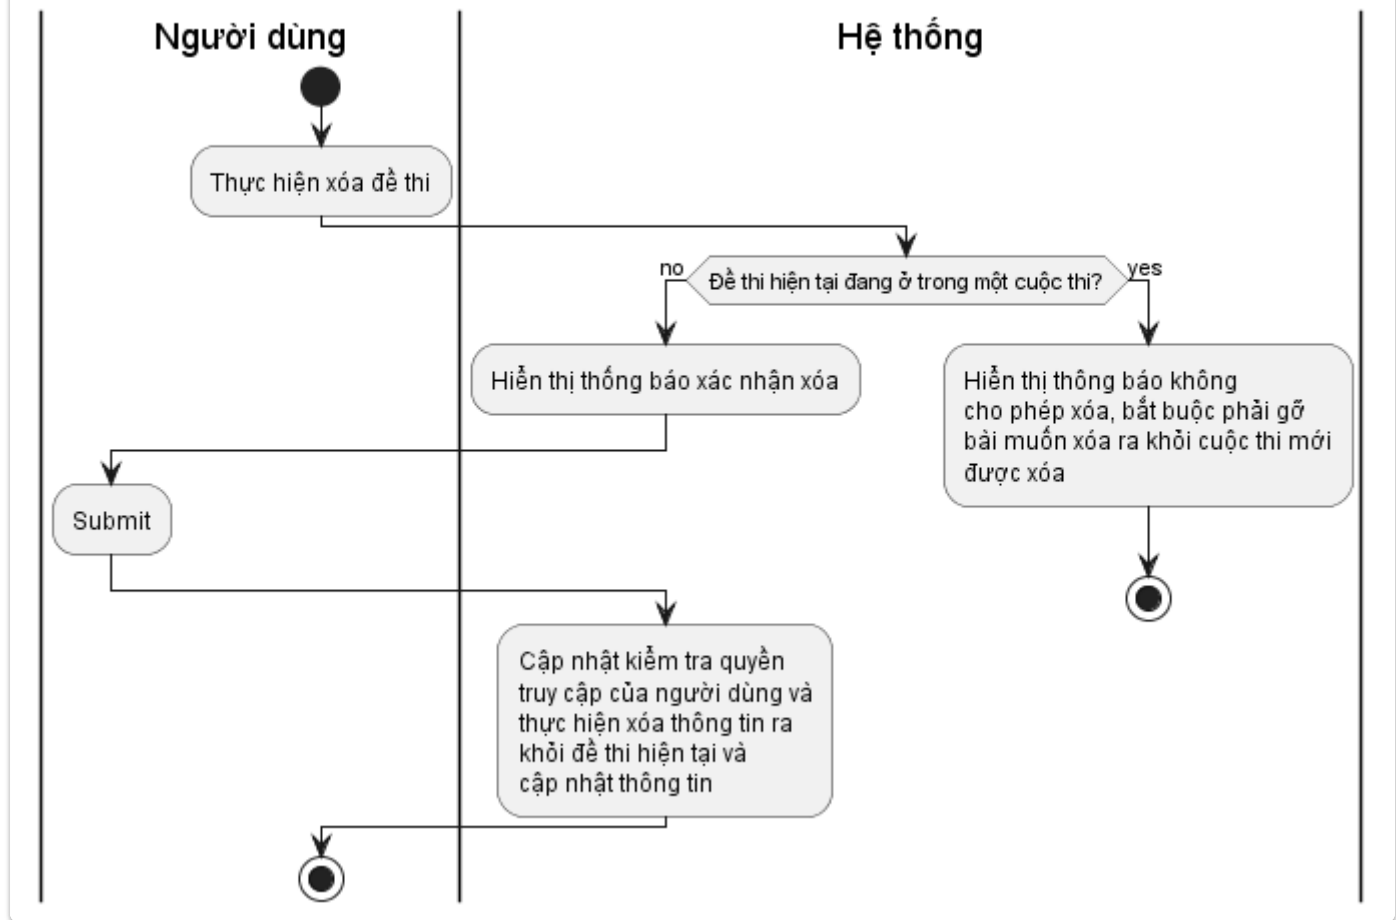 Người dùng
Hệ thống
Thực hiện xóa đề thi
no
Đề thi hiện tại đang ở trong một cuộc thi?
yes
Hiển thị thống báo xác nhận xóa
Hiển thị thông báo không
cho phép xóa, bắt buộc phải gỡ
bài muốn xóa ra khỏi cuộc thi mới
được xóa
Submit
Cập nhật kiểm tra quyền
truy cập của người dùng và
thực hiện xóa thông tin ra
khỏi đề thi hiện tại và
cập nhật thông tin